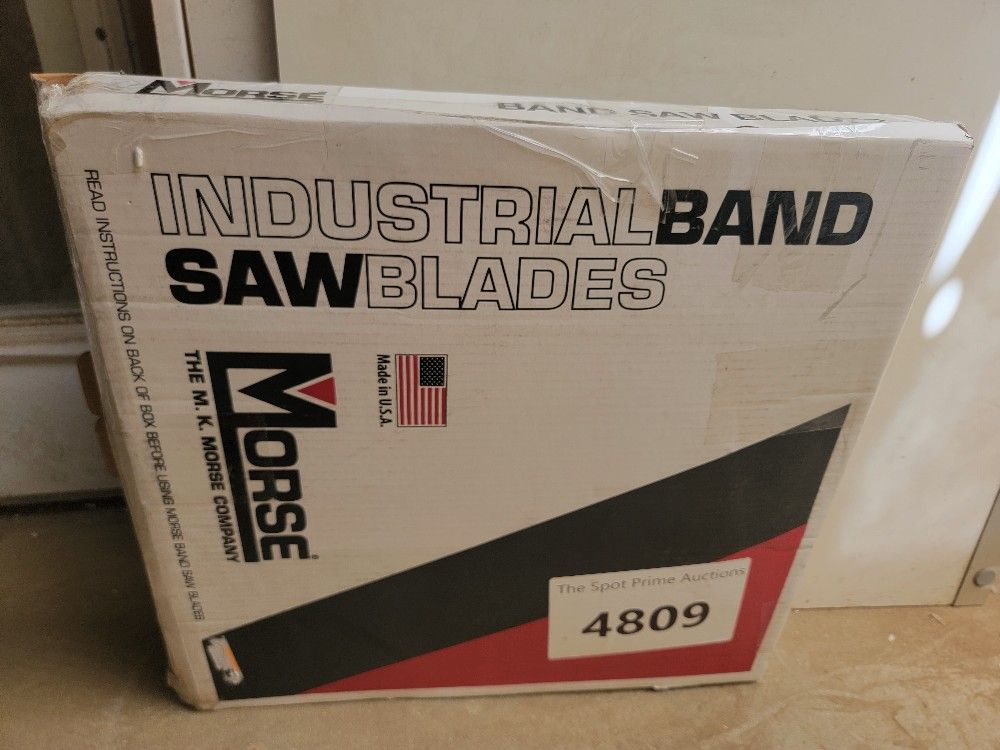 MORSE
BAND SAW BLADES
INDUSTRIALBAND
SAWBLADES
READ INSTRUCTIONS ON BACK OF BOX BEFORE USING MORSE BAND SAW BLADES
Made in U.S.A.
MORSE®
THE M. K. MORSE COMPANY
The Spot Prime Auctions
4809